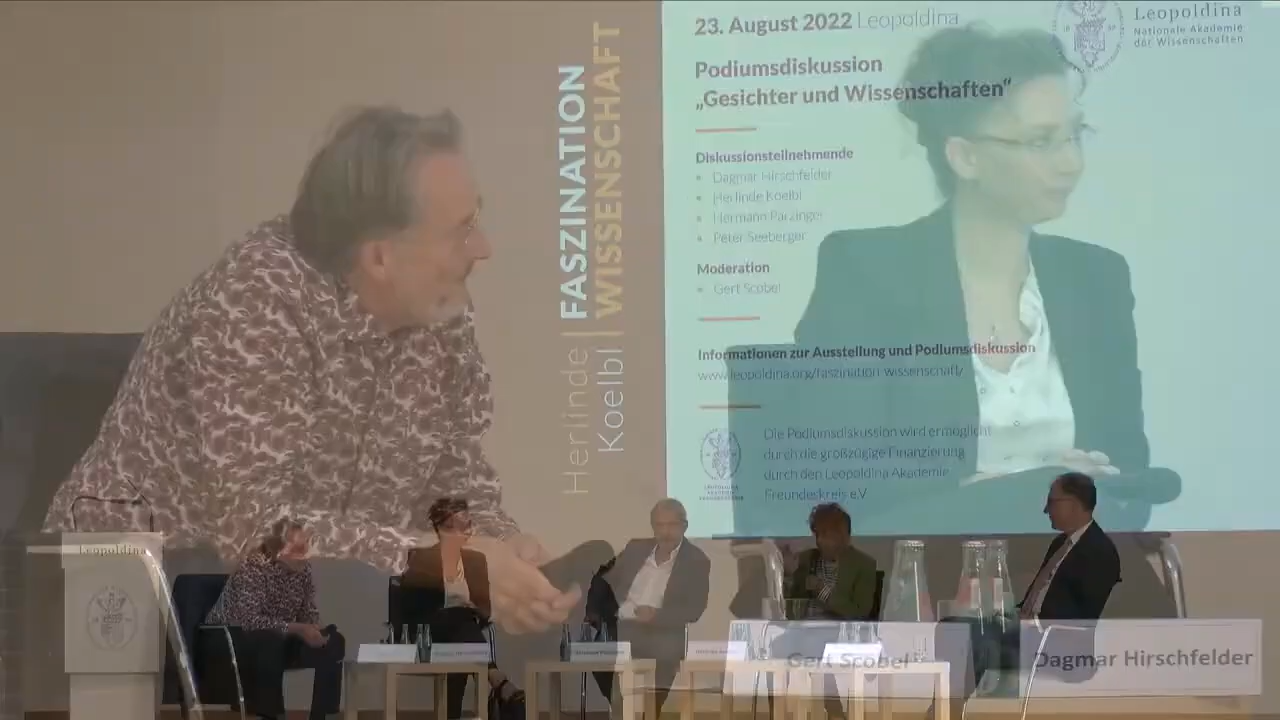 Herlinde | FASZINATION
Koelbl | WISSENSCHAFT
23. August 2022 Leopoldina
Leopoldina
Nationale Akademie
der Wissenschaften
Podiumsdiskussion
„Gesichter und Wissenschaften“
Diskussionsteilnehmende
Dagmar Hirschfelder
Herlinde Koelbl
Hermann Parzinger
Peter Seeberger
Moderation
Gert Scobel
Informationen zur Ausstellung und Podiumsdiskussion
www.leopoldina.org/faszination-wissenschaft/
Die Podiumsdiskussion wird ermöglicht
durch die großzügige Finanzierung
durch den Leopoldina Akademie
Freundeskreis e.V.
Leopoldina
Gert Scobel
Dagmar Hirschfelder